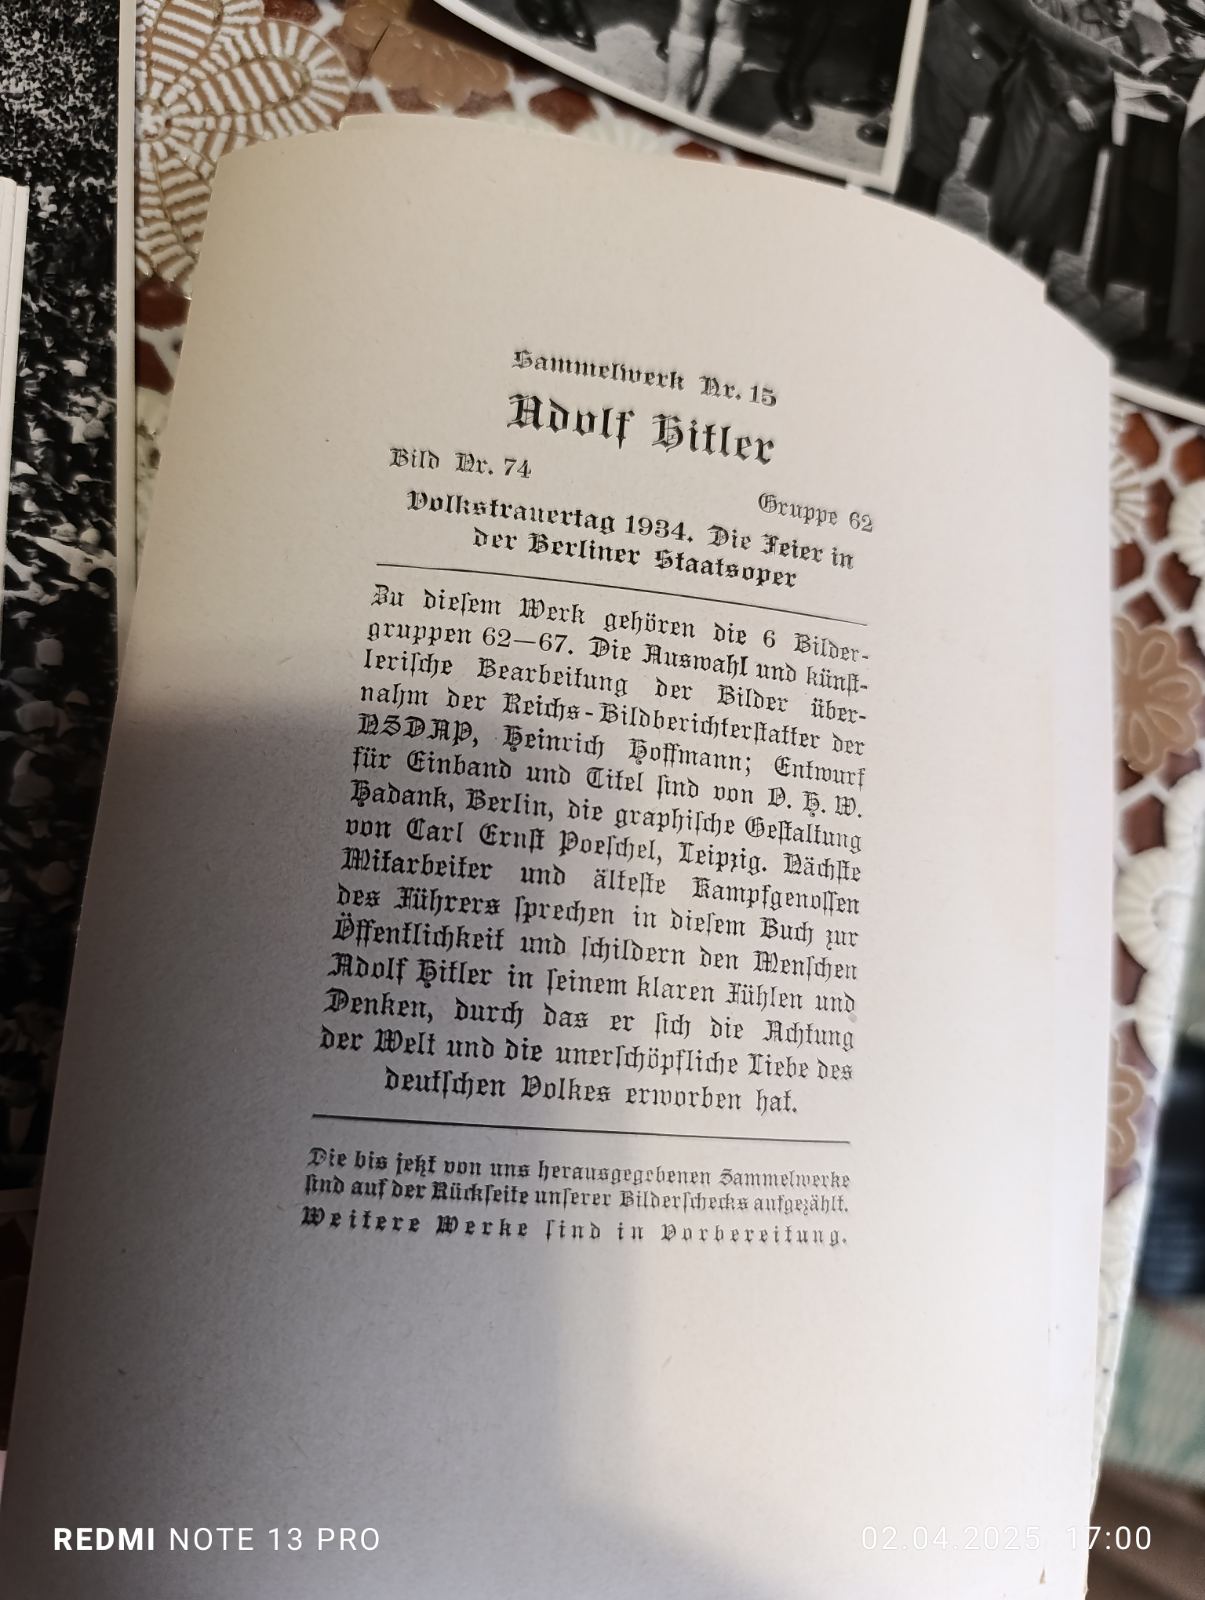 Sammelwerk Nr. 15
Adolf Hitler
Bild Nr. 74
Gruppe 62
Volkstrauertag 1934. Die Feier in
der Berliner Staatsoper
Zu dieſem Werk gehören die 6 Bilder-
gruppen 62—67. Die Auswahl und künſt-
leriſche Bearbeitung der Bilder über-
nahm der Reichs-Bildberichterſtatter der
NSDAP, Heinrich Hoffmann; Entwurf
für Einband und Titel ſind von O. H. W.
Hadank, Berlin, die graphiſche Geſtaltung
von Carl Ernſt Poeſchel, Leipzig. Nächſte
Mitarbeiter und älteſte Kampfgenoſſen
des Führers ſprechen in dieſem Buch zur
Öffentlichkeit und ſchildern den Menſchen
Adolf Hitler in ſeinem klaren Fühlen und
Denken, durch das er ſich die Achtung
der Welt und die unerſchöpfliche Liebe des
deutſchen Volkes erworben hat.
Die bis jetzt von uns herausgegebenen Sammelwerke
ſind auf der Rückſeite unſerer Bilderſchecks aufgezählt.
Weitere Werke ſind in Vorbereitung.
REDMI NOTE 13 PRO
02.04.2025 17:00